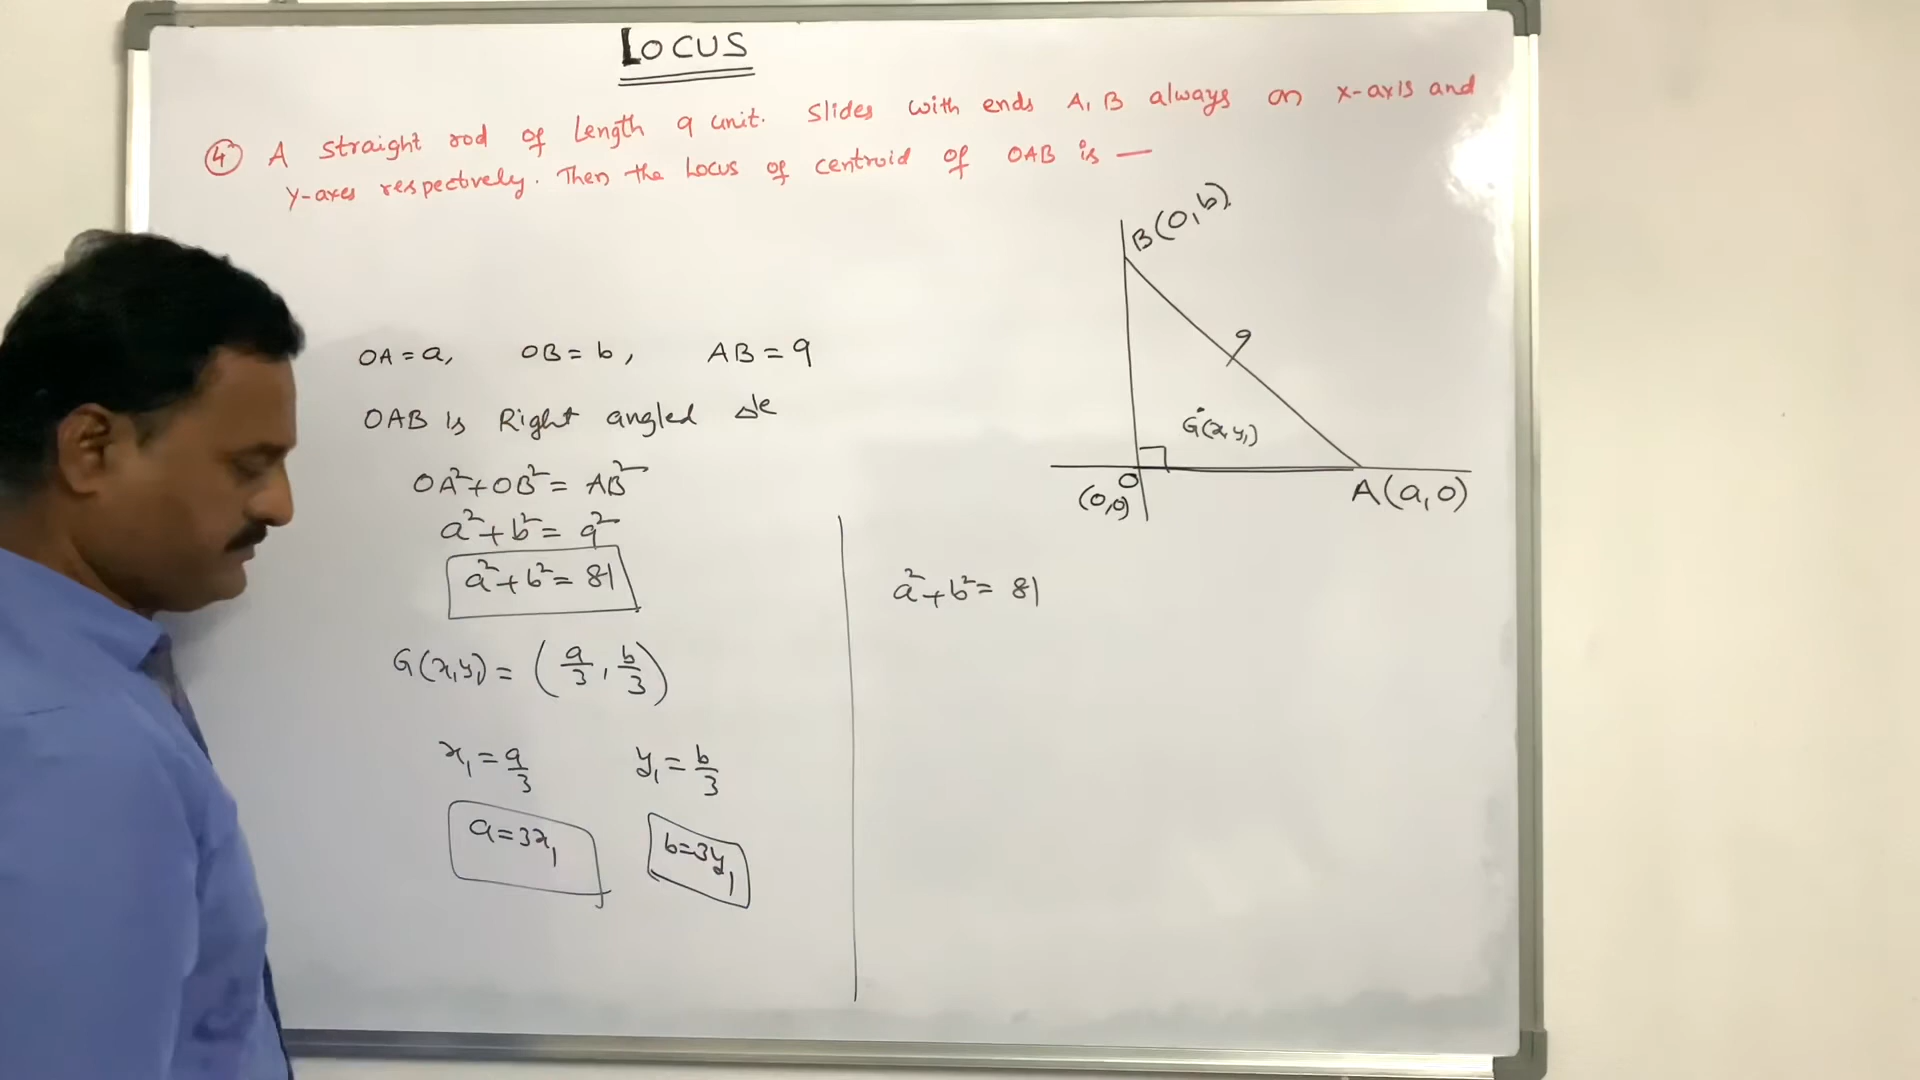 LOCUS
④ A straight rod of Length 9 unit. Slides with ends A, B always on x-axis and
Y-axes respectively. Then the Locus of centroid of OAB is —
B(0, b).
9
G(x, y₁)
O
(0,0)
A(a, 0)
OA = a, OB = b, AB = 9
OAB is Right angled Δle
OA² + OB² = AB²
a² + b² = 9²
a² + b² = 81
G(x, y₁) = (a/3, b/3)
x₁ = a/3 y₁ = b/3
a = 3x₁ b = 3y₁
a² + b² = 81